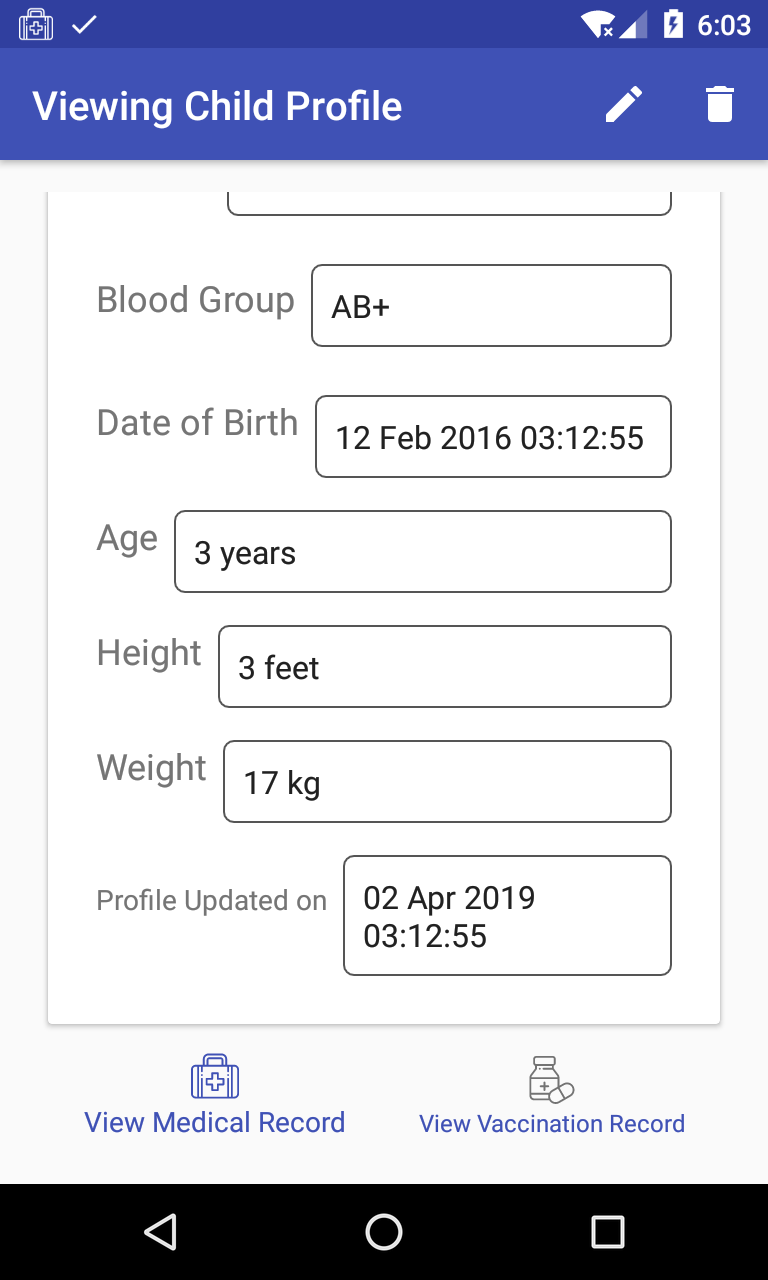 6:03
Viewing Child Profile
Blood Group
AB+
Date of Birth
12 Feb 2016 03:12:55
Age
3 years
Height
3 feet
Weight
17 kg
Profile Updated on
02 Apr 2019
03:12:55
View Medical Record
View Vaccination Record